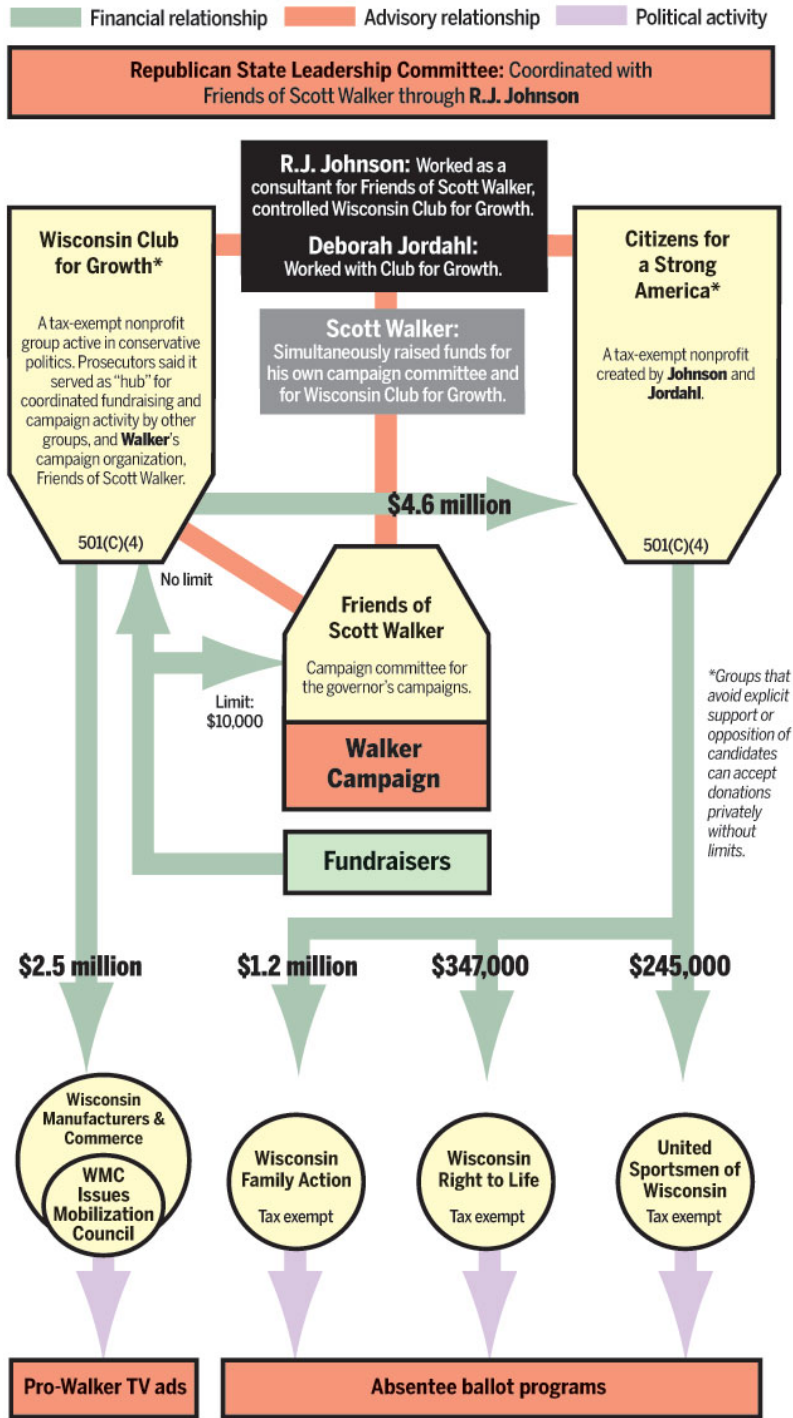 Financial relationship
Advisory relationship
Political activity
Republican State Leadership Committee: Coordinated with
Friends of Scott Walker through R.J. Johnson
R.J. Johnson: Worked as a
consultant for Friends of Scott Walker,
controlled Wisconsin Club for Growth.
Deborah Jordahl:
Worked with Club for Growth.
Wisconsin Club
for Growth*
A tax-exempt nonprofit
group active in conservative
politics. Prosecutors said it
served as “hub” for
coordinated fundraising and
campaign activity by other
groups, and Walker’s
campaign organization,
Friends of Scott Walker.
501(C)(4)
Scott Walker:
Simultaneously raised funds for
his own campaign committee and
for Wisconsin Club for Growth.
Citizens for
a Strong
America*
A tax-exempt nonprofit
created by Johnson and
Jordahl.
501(C)(4)
$4.6 million
No limit
Friends of
Scott Walker
Campaign committee for
the governor’s campaigns.
Limit:
$10,000
Walker
Campaign
Fundraisers
*Groups that
avoid explicit
support or
opposition of
candidates
can accept
donations
privately
without
limits.
$2.5 million
$1.2 million
$347,000
$245,000
Wisconsin
Manufacturers &
Commerce
WMC
Issues
Mobilization
Council
Wisconsin
Family Action
Tax exempt
Wisconsin
Right to Life
Tax exempt
United
Sportsmen of
Wisconsin
Tax exempt
Pro-Walker TV ads
Absentee ballot programs